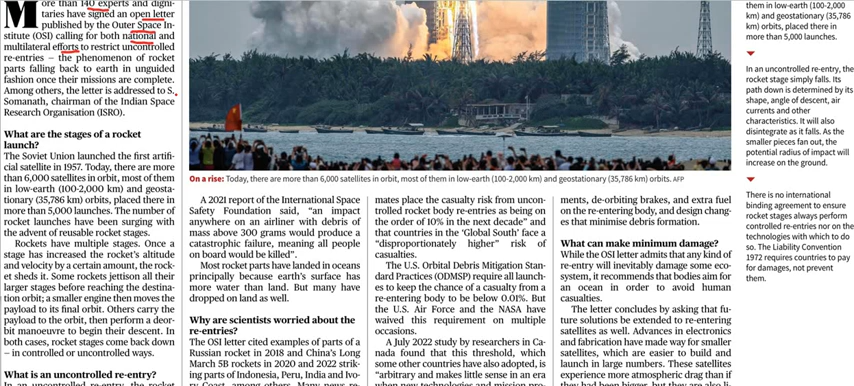 More than 140 experts and digni-
taries have signed an open letter
published by the Outer Space In-
stitute (OSI) calling for both national and
multilateral efforts to restrict uncontrolled
re-entries – the phenomenon of rocket
parts falling back to earth in unguided
fashion once their missions are complete.
Among others, the letter is addressed to S.
Somanath, chairman of the Indian Space
Research Organisation (ISRO).
What are the stages of a rocket
launch?
The Soviet Union launched the first artifi-
cial satellite in 1957. Today, there are more
than 6,000 satellites in orbit, most of them
in low-earth (100-2,000 km) and geosta-
tionary (35,786 km) orbits, placed there in
more than 5,000 launches. The number of
rocket launches have been surging with
the advent of reusable rocket stages.
Rockets have multiple stages. Once a
stage has increased the rocket's altitude
and velocity by a certain amount, the rock-
et sheds it. Some rockets jettison all their
larger stages before reaching the destina-
tion orbit; a smaller engine then moves the
payload to its final orbit. Others carry the
payload to the orbit, then perform a deor-
bit manoeuvre to begin their descent. In
both cases, rocket stages come back down
– in controlled or uncontrolled ways.
What is an uncontrolled re-entry?
In an uncontrolled re-entry, the rocket
On a rise: Today, there are more than 6,000 satellites in orbit, most of them in low-earth (100-2,000 km) and geostationary (35,786 km) orbits. AFP
A 2021 report of the International Space
Safety Foundation said, "an impact
anywhere on an airliner with debris of
mass above 300 grams would produce a
catastrophic failure, meaning all people
on board would be killed".
Most rocket parts have landed in oceans
principally because earth's surface has
more water than land. But many have
dropped on land as well.
Why are scientists worried about the
re-entries?
The OSI letter cited examples of parts of a
Russian rocket in 2018 and China's Long
March 5B rockets in 2020 and 2022 strik-
ing parts of Indonesia, Peru, India and Ivo-
ry Coast, among others. Many news re-
mates place the casualty risk from uncon-
trolled rocket body re-entries as being on
the order of 10% in the next decade" and
that countries in the 'Global South' face a
"disproportionately higher" risk of
casualties.
The U.S. Orbital Debris Mitigation Stan-
dard Practices (ODMSP) require all launch-
es to keep the chance of a casualty from a
re-entering body to be below 0.01%. But
the U.S. Air Force and the NASA have
waived this requirement on multiple
occasions.
A July 2022 study by researchers in Ca-
nada found that this threshold, which
some other countries have also adopted, is
"arbitrary and makes little sense in an era
when new technologies and mission pro-
ments, de-orbiting brakes, and extra fuel
on the re-entering body, and design chang-
es that minimise debris formation.
What can make minimum damage?
While the OSI letter admits that any kind of
re-entry will inevitably damage some eco-
system, it recommends that bodies aim for
an ocean in order to avoid human
casualties.
The letter concludes by asking that fu-
ture solutions be extended to re-entering
satellites as well. Advances in electronics
and fabrication have made way for smaller
satellites, which are easier to build and
launch in large numbers. These satellites
experience more atmospheric drag than if
they had been bigger, but they are also li-
them in low-earth (100-2,000
km) and geostationary (35,786
km) orbits, placed there in
more than 5,000 launches.
In an uncontrolled re-entry, the
rocket stage simply falls. Its
path down is determined by its
shape, angle of descent, air
currents and other
characteristics. It will also
disintegrate as it falls. As the
smaller pieces fan out, the
potential radius of impact will
increase on the ground.
There is no international
binding agreement to ensure
rocket stages always perform
controlled re-entries nor on the
technologies with which to do
so. The Liability Convention
1972 requires countries to pay
for damages, not prevent
them.